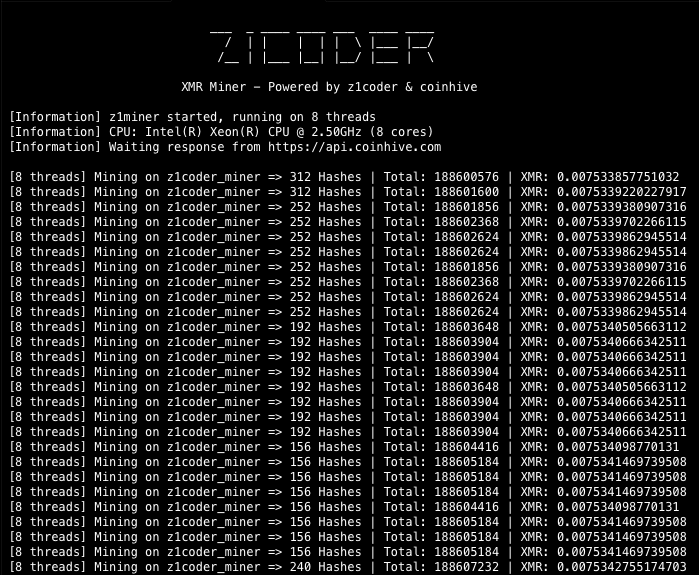 Z1CODER
XMR Miner - Powered by z1coder & coinhive
[Information] z1miner started, running on 8 threads
[Information] CPU: Intel(R) Xeon(R) CPU @ 2.50GHz (8 cores)
[Information] Waiting response from https://api.coinhive.com
[8 threads] Mining on z1coder_miner => 312 Hashes | Total: 188600576 | XMR: 0.007533857751032
[8 threads] Mining on z1coder_miner => 312 Hashes | Total: 188601600 | XMR: 0.0075339220227917
[8 threads] Mining on z1coder_miner => 252 Hashes | Total: 188601856 | XMR: 0.0075339380907316
[8 threads] Mining on z1coder_miner => 252 Hashes | Total: 188602368 | XMR: 0.0075339702266115
[8 threads] Mining on z1coder_miner => 252 Hashes | Total: 188602624 | XMR: 0.0075339862945514
[8 threads] Mining on z1coder_miner => 252 Hashes | Total: 188602624 | XMR: 0.0075339862945514
[8 threads] Mining on z1coder_miner => 252 Hashes | Total: 188601856 | XMR: 0.0075339380907316
[8 threads] Mining on z1coder_miner => 252 Hashes | Total: 188602368 | XMR: 0.0075339702266115
[8 threads] Mining on z1coder_miner => 252 Hashes | Total: 188602624 | XMR: 0.0075339862945514
[8 threads] Mining on z1coder_miner => 252 Hashes | Total: 188602624 | XMR: 0.0075339862945514
[8 threads] Mining on z1coder_miner => 192 Hashes | Total: 188603648 | XMR: 0.0075340505663112
[8 threads] Mining on z1coder_miner => 192 Hashes | Total: 188603904 | XMR: 0.0075340666342511
[8 threads] Mining on z1coder_miner => 192 Hashes | Total: 188603904 | XMR: 0.0075340666342511
[8 threads] Mining on z1coder_miner => 192 Hashes | Total: 188603904 | XMR: 0.0075340666342511
[8 threads] Mining on z1coder_miner => 192 Hashes | Total: 188603648 | XMR: 0.0075340505663112
[8 threads] Mining on z1coder_miner => 192 Hashes | Total: 188603904 | XMR: 0.0075340666342511
[8 threads] Mining on z1coder_miner => 192 Hashes | Total: 188603904 | XMR: 0.0075340666342511
[8 threads] Mining on z1coder_miner => 192 Hashes | Total: 188603904 | XMR: 0.0075340666342511
[8 threads] Mining on z1coder_miner => 156 Hashes | Total: 188604416 | XMR: 0.007534098770131
[8 threads] Mining on z1coder_miner => 156 Hashes | Total: 188605184 | XMR: 0.0075341469739508
[8 threads] Mining on z1coder_miner => 156 Hashes | Total: 188605184 | XMR: 0.0075341469739508
[8 threads] Mining on z1coder_miner => 156 Hashes | Total: 188605184 | XMR: 0.0075341469739508
[8 threads] Mining on z1coder_miner => 156 Hashes | Total: 188604416 | XMR: 0.007534098770131
[8 threads] Mining on z1coder_miner => 156 Hashes | Total: 188605184 | XMR: 0.0075341469739508
[8 threads] Mining on z1coder_miner => 156 Hashes | Total: 188605184 | XMR: 0.0075341469739508
[8 threads] Mining on z1coder_miner => 156 Hashes | Total: 188605184 | XMR: 0.0075341469739508
[8 threads] Mining on z1coder_miner => 240 Hashes | Total: 188607232 | XMR: 0.0075342755174703